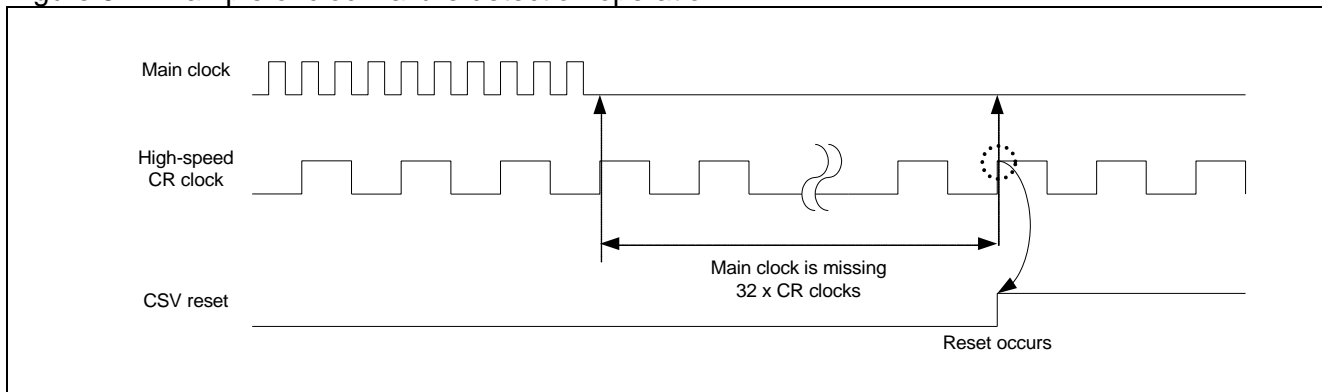 Main clock
High-speed
CR clock
Main clock is missing
32 x CR clocks
CSV reset
Reset occurs